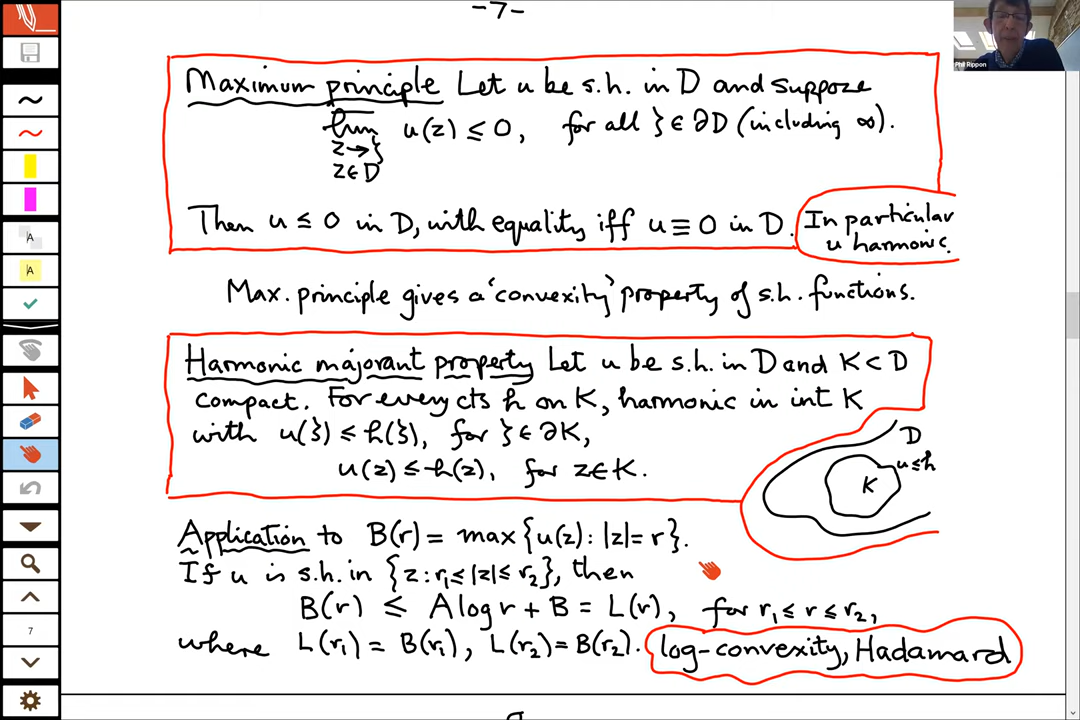 -7-
Phil Rippon
Maximum principle Let u be s.h. in D and suppose
lim u(z) ≤ 0, for all ζ ∈ ∂D (including ∞).
z→ζ
z∈D
Then u ≤ 0 in D, with equality iff u ≡ 0 in D.
In particular
u harmonic.
Max. principle gives a 'convexity' property of s.h. functions.
Harmonic majorant property Let u be s.h. in D and K ⊂ D
compact. For every cts h on K, harmonic in int K
with u(ζ) ≤ h(ζ), for ζ ∈ ∂K,
u(z) ≤ h(z), for z ∈ K.
D
u ≤ h
K
Application to B(r) = max{u(z): |z| = r}.
If u is s.h. in {z: r₁ ≤ |z| ≤ r₂}, then
B(r) ≤ A log r + B = L(r), for r₁ ≤ r ≤ r₂,
where L(r₁) = B(r₁), L(r₂) = B(r₂).
log-convexity, Hadamard
A
A
7